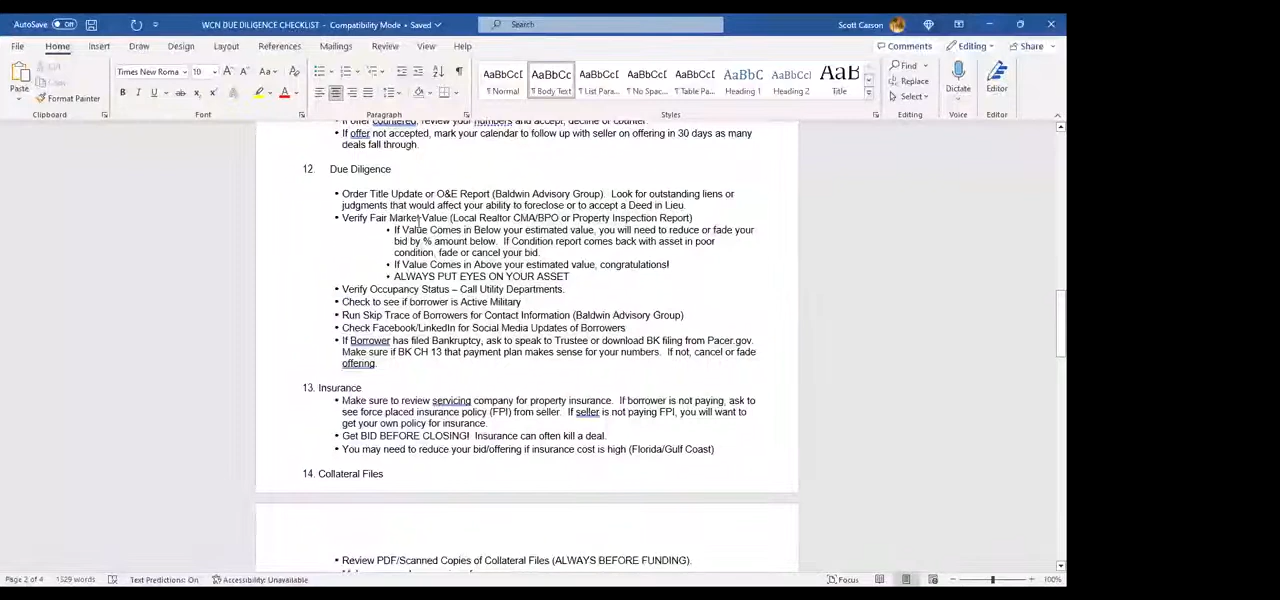 AutoSave Off WCN DUE DILIGENCE CHECKLIST - Compatibility Mode • Saved Search Scott Carson
File Home Insert Draw Design Layout References Mailings Review View Help Comments Editing Share
Paste Cut Copy Format Painter
Times New Roma 10
AaBbCcI AaBbCc AaBbCcI AaBbCcI AaBbCcI AaBbC AaBbCcI AaB
Normal Body Text List Para... No Spac... Table Pa... Heading 1 Heading 2 Title
Find Replace Select Dictate Editor
Clipboard Font Paragraph Styles Editing Voice Editor
• If offer countered, review your numbers and accept, decline or counter.
• If offer not accepted, mark your calendar to follow up with seller on offering in 30 days as many
deals fall through.
12. Due Diligence
• Order Title Update or O&E Report (Baldwin Advisory Group). Look for outstanding liens or
judgments that would affect your ability to foreclose or to accept a Deed in Lieu.
• Verify Fair Market Value (Local Realtor CMA/BPO or Property Inspection Report)
• If Value Comes in Below your estimated value, you will need to reduce or fade your
bid by % amount below. If Condition report comes back with asset in poor
condition, fade or cancel your bid.
• If Value Comes in Above your estimated value, congratulations!
• ALWAYS PUT EYES ON YOUR ASSET
• Verify Occupancy Status – Call Utility Departments.
• Check to see if borrower is Active Military
• Run Skip Trace of Borrowers for Contact Information (Baldwin Advisory Group)
• Check Facebook/LinkedIn for Social Media Updates of Borrowers
• If Borrower has filed Bankruptcy, ask to speak to Trustee or download BK filing from Pacer.gov.
Make sure if BK CH 13 that payment plan makes sense for your numbers. If not, cancel or fade
offering.
13. Insurance
• Make sure to review servicing company for property insurance. If borrower is not paying, ask to
see force placed insurance policy (FPI) from seller. If seller is not paying FPI, you will want to
get your own policy for insurance.
• Get BID BEFORE CLOSING! Insurance can often kill a deal.
• You may need to reduce your bid/offering if insurance cost is high (Florida/Gulf Coast)
14. Collateral Files
• Review PDF/Scanned Copies of Collateral Files (ALWAYS BEFORE FUNDING).
Page 2 of 4 1529 words Text Predictions: On Accessibility: Unavailable Focus 100%